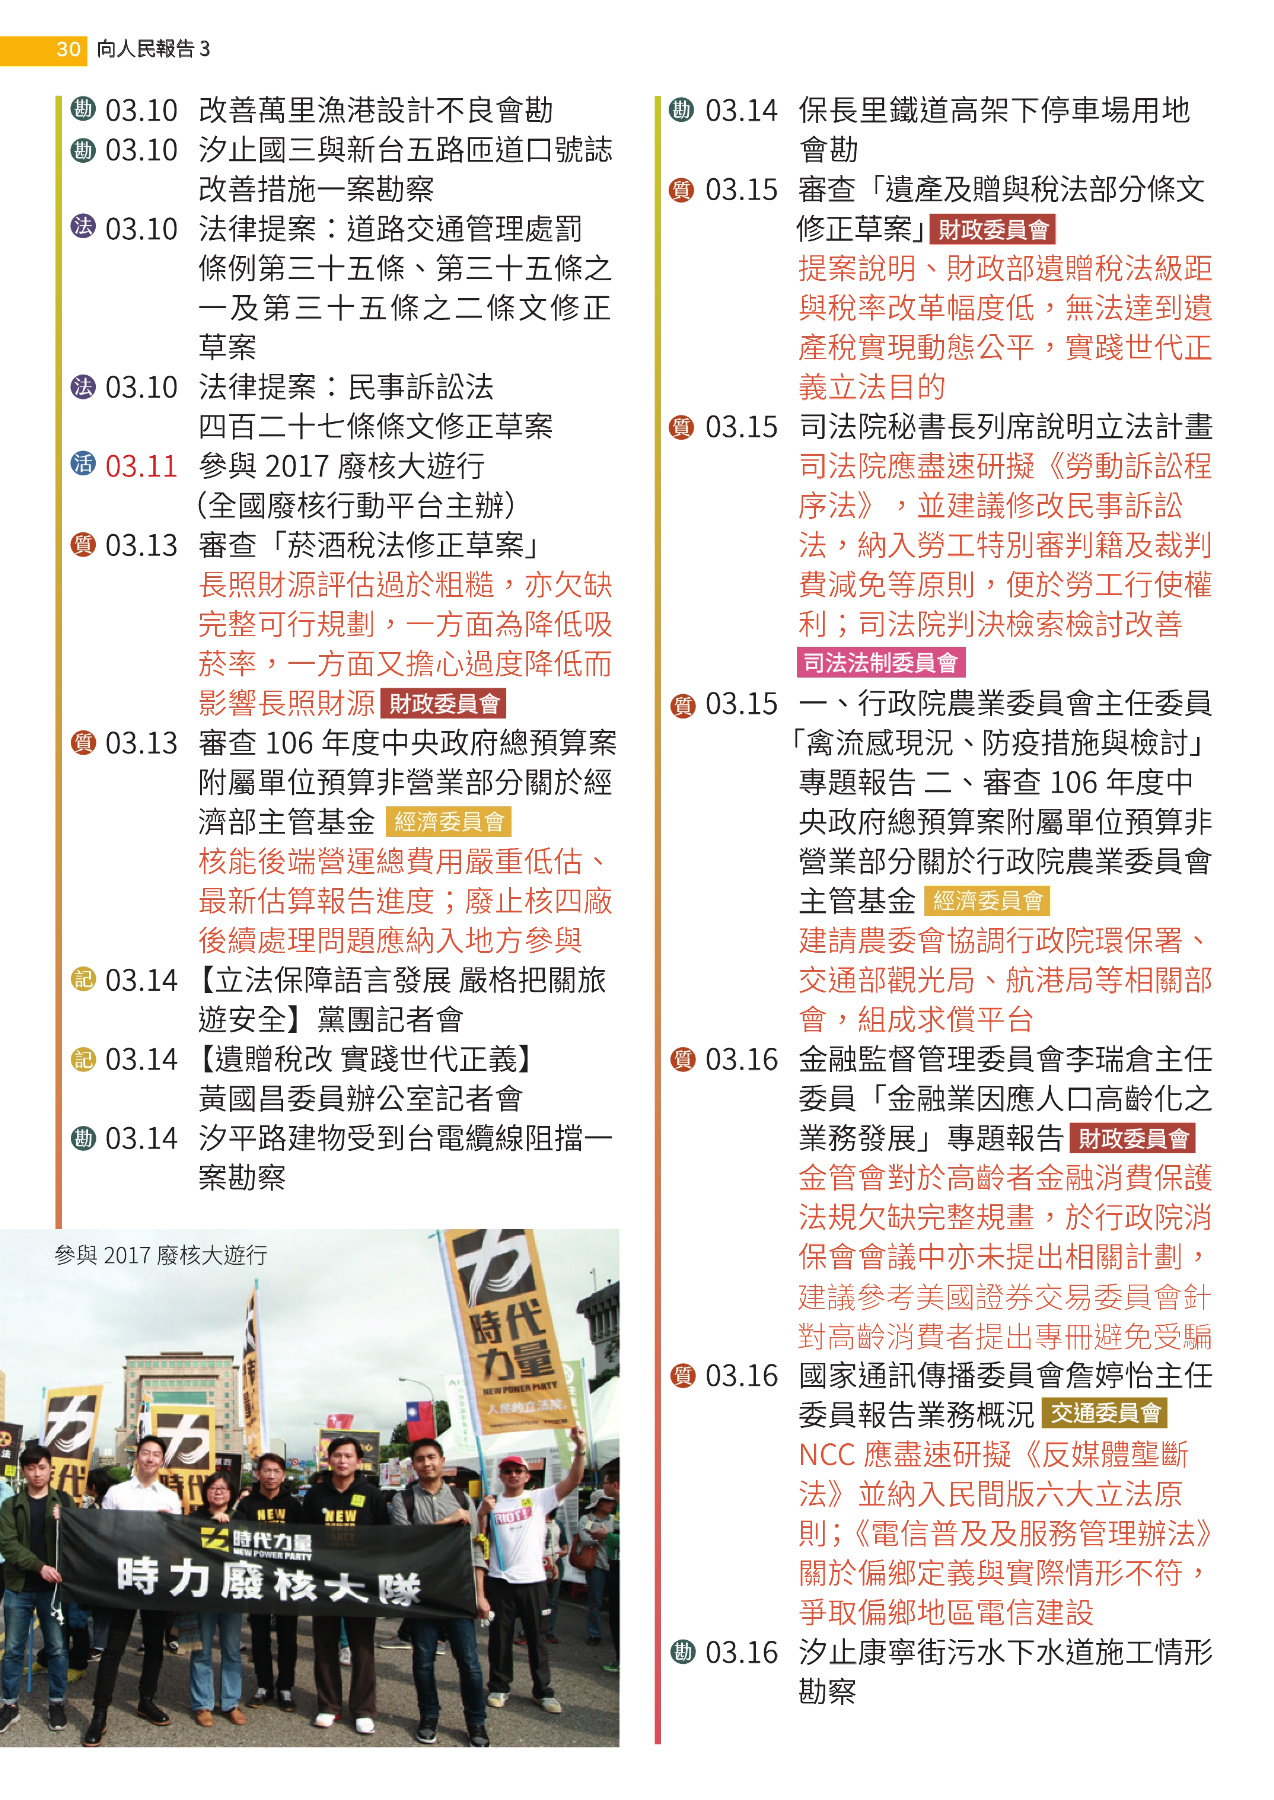 30 向人民報告 3
勘 03.10 改善萬里漁港設計不良會勘
勘 03.10 汐止國三與新台五路匝道口號誌
改善措施一案勘察
法 03.10 法律提案：道路交通管理處罰
條例第三十五條、第三十五條之
一及第三十五條之二條文修正
草案
法 03.10 法律提案：民事訴訟法
四百二十七條條文修正草案
活 03.11 參與 2017 廢核大遊行
（全國廢核行動平台主辦）
質 03.13 審查「菸酒稅法修正草案」
長照財源評估過於粗糙，亦欠缺
完整可行規劃，一方面為降低吸
菸率，一方面又擔心過度降低而
影響長照財源 財政委員會
質 03.13 審查 106 年度中央政府總預算案
附屬單位預算非營業部分關於經
濟部主管基金 經濟委員會
核能後端營運總費用嚴重低估、
最新估算報告進度；廢止核四廠
後續處理問題應納入地方參與
記 03.14 【立法保障語言發展 嚴格把關旅
遊安全】黨團記者會
記 03.14 【遺贈稅改 實踐世代正義】
黃國昌委員辦公室記者會
勘 03.14 汐平路建物受到台電纜線阻擋一
案勘察
參與 2017 廢核大遊行
時代
力量
NEW POWER PARTY
人民的立法院
時代
時代
NEW
NEW
RIOT!
時代力量
NEW POWER PARTY
時力廢核大隊
勘 03.14 保長里鐵道高架下停車場用地
會勘
質 03.15 審查「遺產及贈與稅法部分條文
修正草案」 財政委員會
提案說明、財政部遺贈稅法級距
與稅率改革幅度低，無法達到遺
產稅實現動態公平，實踐世代正
義立法目的
質 03.15 司法院秘書長列席說明立法計畫
司法院應盡速研擬《勞動訴訟程
序法》，並建議修改民事訴訟
法，納入勞工特別審判籍及裁判
費減免等原則，便於勞工行使權
利；司法院判決檢索檢討改善
司法法制委員會
質 03.15 一、行政院農業委員會主任委員
「禽流感現況、防疫措施與檢討」
專題報告 二、審查 106 年度中
央政府總預算案附屬單位預算非
營業部分關於行政院農業委員會
主管基金 經濟委員會
建請農委會協調行政院環保署、
交通部觀光局、航港局等相關部
會，組成求償平台
質 03.16 金融監督管理委員會李瑞倉主任
委員「金融業因應人口高齡化之
業務發展」專題報告 財政委員會
金管會對於高齡者金融消費保護
法規欠缺完整規畫，於行政院消
保會會議中亦未提出相關計劃，
建議參考美國證券交易委員會針
對高齡消費者提出專冊避免受騙
質 03.16 國家通訊傳播委員會詹婷怡主任
委員報告業務概況 交通委員會
NCC 應盡速研擬《反媒體壟斷
法》並納入民間版六大立法原
則；《電信普及及服務管理辦法》
關於偏鄉定義與實際情形不符，
爭取偏鄉地區電信建設
勘 03.16 汐止康寧街污水下水道施工情形
勘察